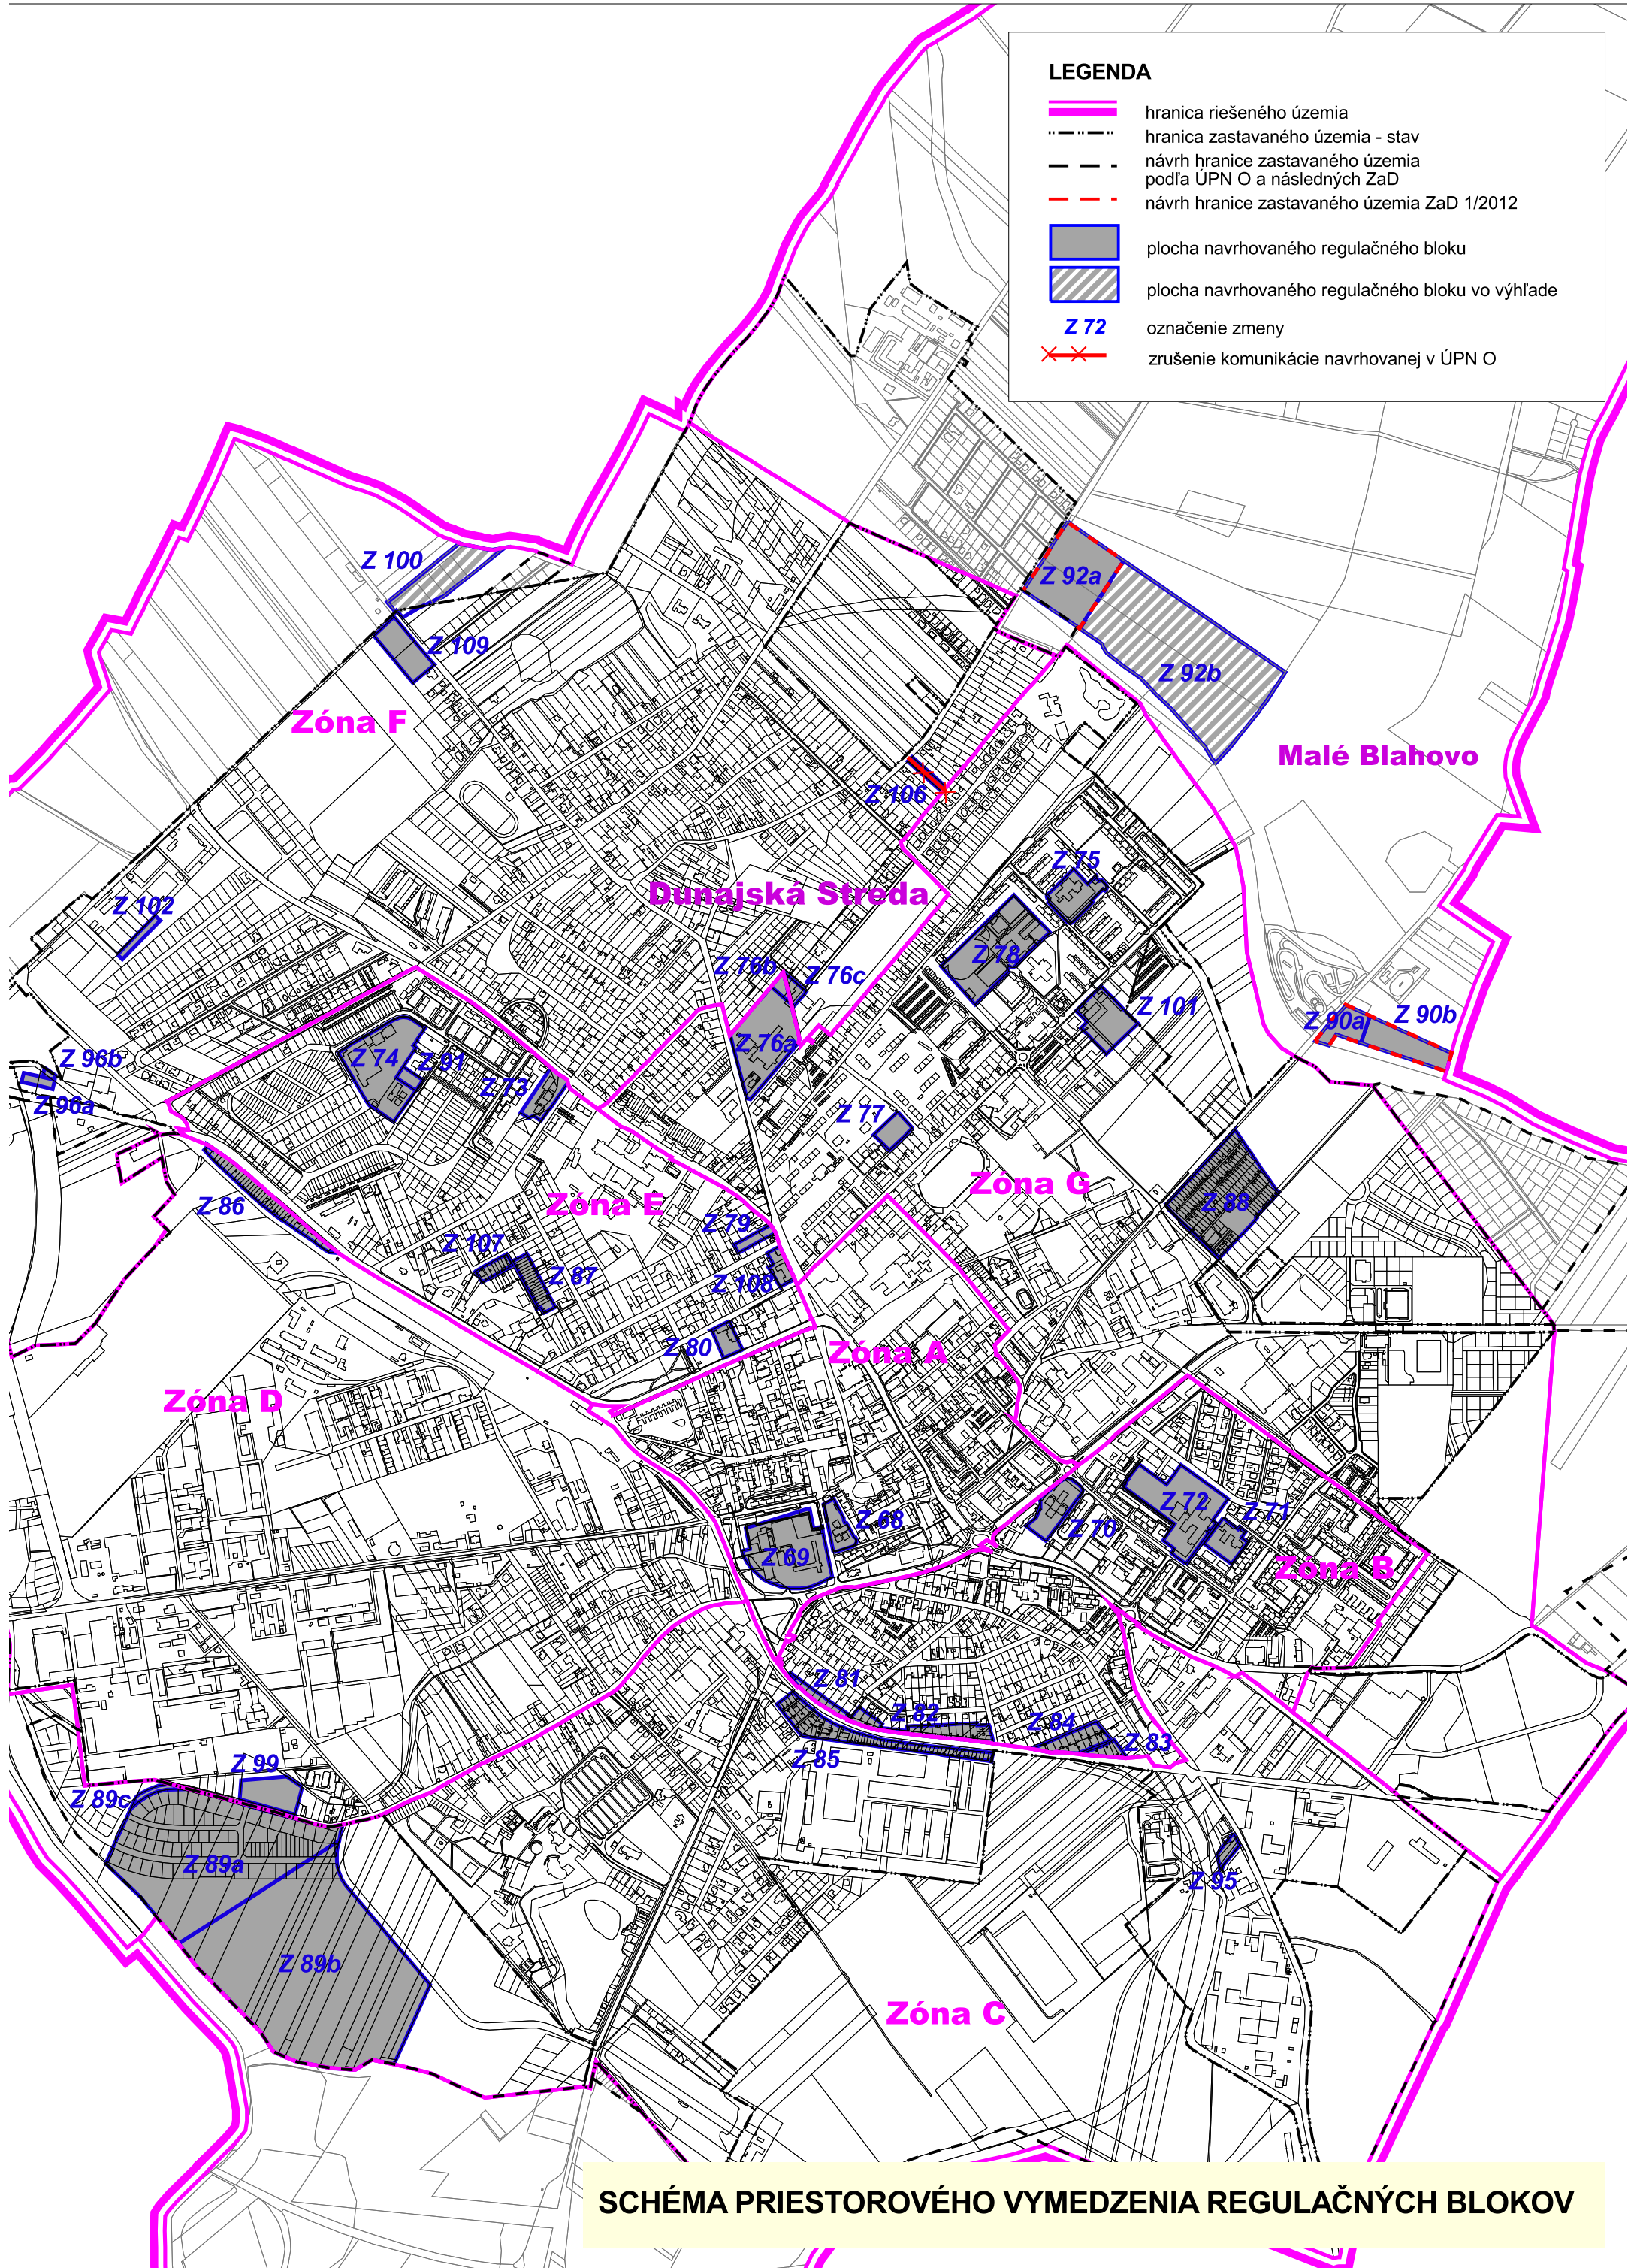 LEGENDA
hranica riešeného územia
hranica zastavaného územia - stav
návrh hranice zastavaného územia
podľa ÚPN O a následných ZaD
návrh hranice zastavaného územia ZaD 1/2012
plocha navrhovaného regulačného bloku
plocha navrhovaného regulačného bloku vo výhľade
Z 72 označenie zmeny
zrušenie komunikácie navrhovanej v ÚPN O
Z 100
Z 92a
Z 109
Z 92b
Zóna F
Malé Blahovo
Z 106
Z 75
Dunajská Streda
Z 102
Z 78
Z 76b
Z 76c
Z 101
Z 90b
Z 90a
Z 76a
Z 74
Z 91
Z 96b
Z 73
Z 96a
Z 77
Zóna G
Z 86
Zóna E
Z 88
Z 79
Z 107
Z 87
Z 108
Z 80
Zóna A
Zóna D
Z 72
Z 71
Z 68
Z 70
Z 69
Zóna B
Z 81
Z 82
Z 84
Z 83
Z 85
Z 99
Z 89c
Z 89a
Z 95
Z 89b
Zóna C
SCHÉMA PRIESTOROVÉHO VYMEDZENIA REGULAČNÝCH BLOKOV